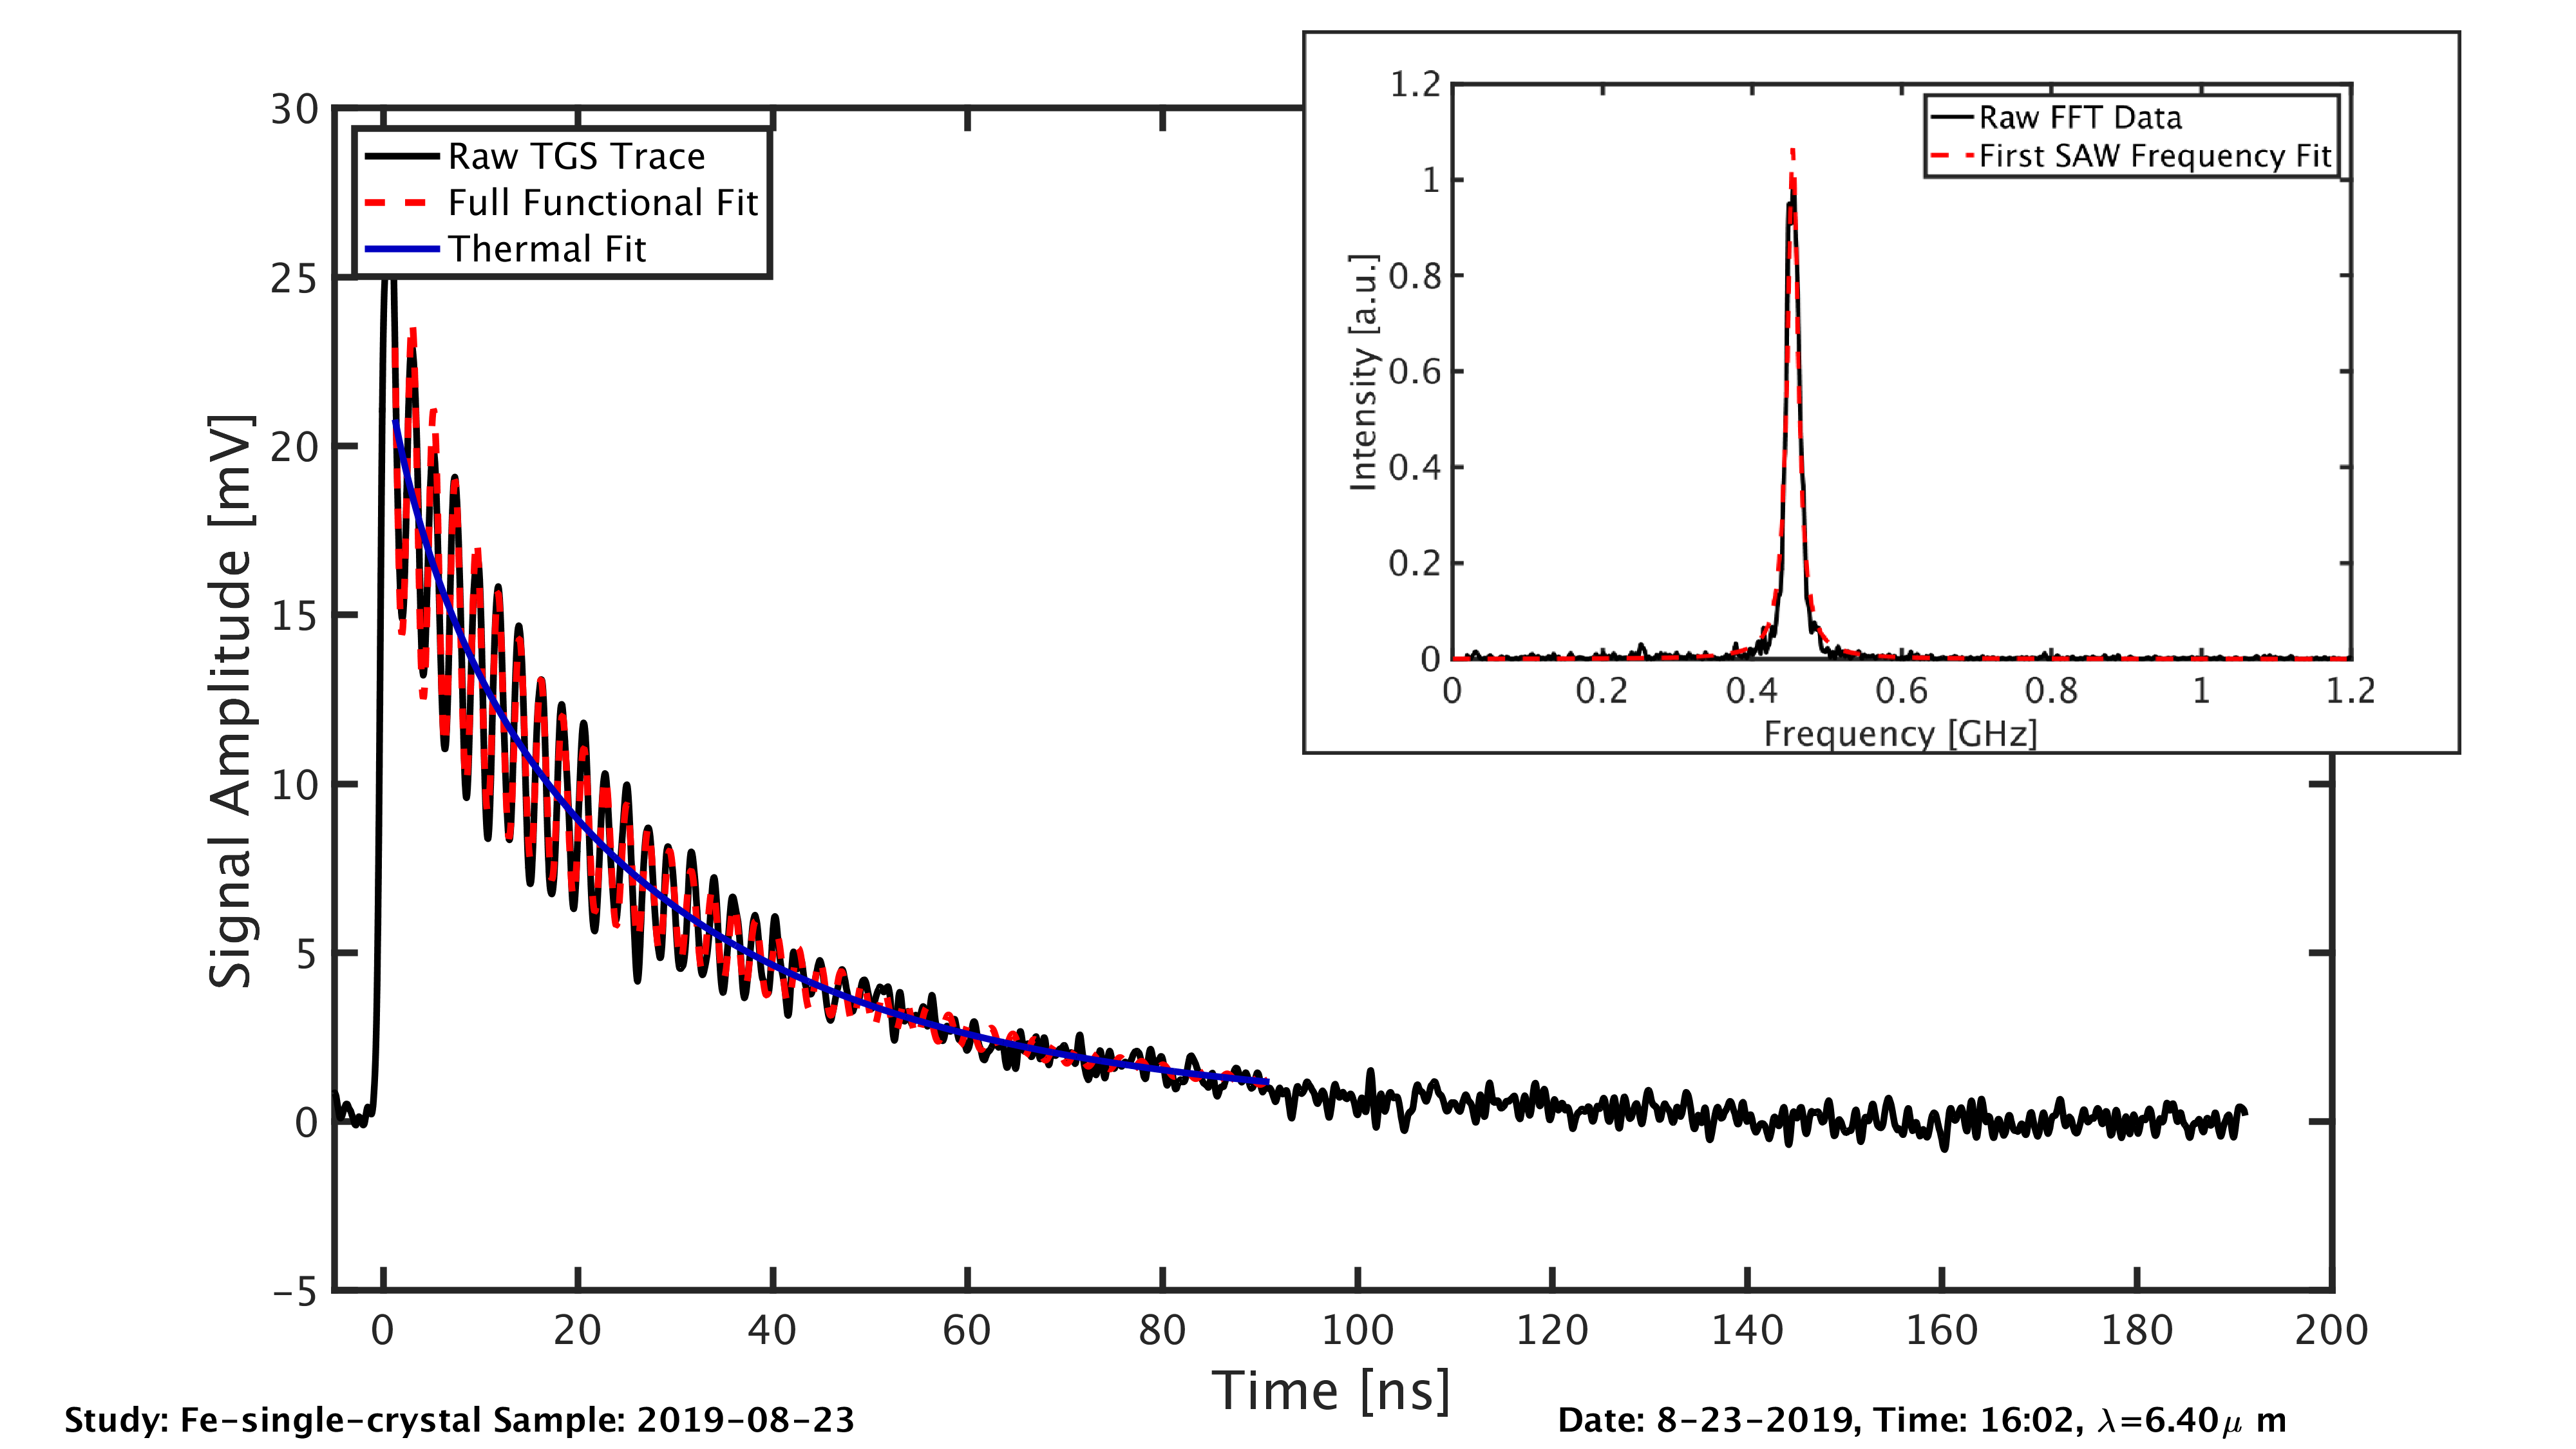 1.2
1
0.8
0.6
0.4
0.2
0
Intensity [a.u.]
Raw FFT Data
First SAW Frequency Fit
0 0.2 0.4 0.6 0.8 1 1.2
Frequency [GHz]
30
25
20
15
10
5
0
−5
Signal Amplitude [mV]
Raw TGS Trace
Full Functional Fit
Thermal Fit
0 20 40 60 80 100 120 140 160 180 200
Time [ns]
Study: Fe−single−crystal Sample: 2019−08−23
Date: 8−23−2019, Time: 16:02, λ=6.40μ m